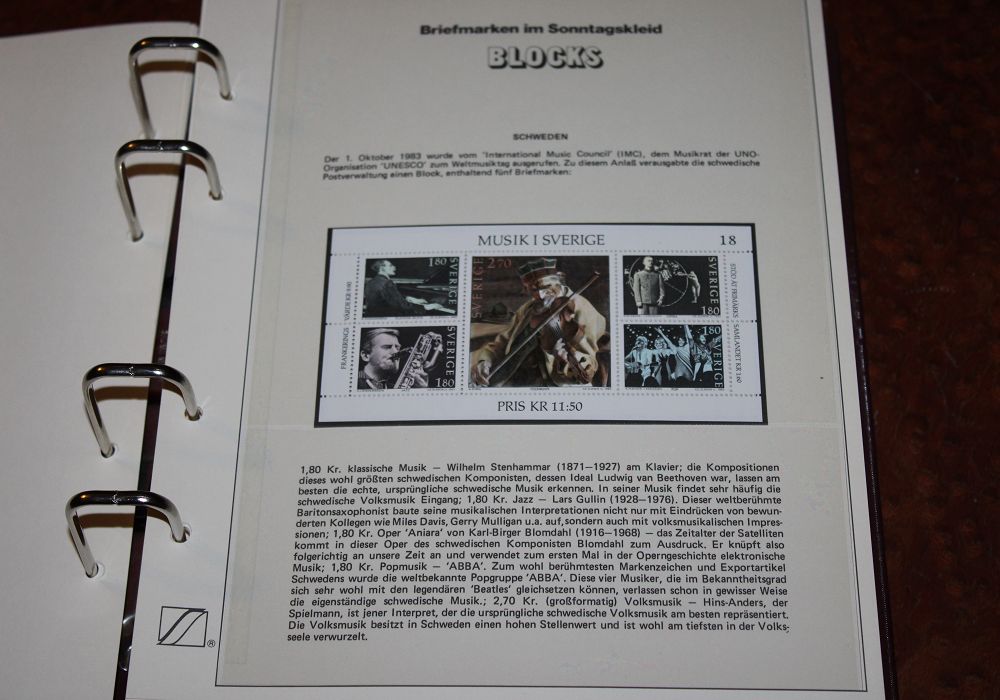 Briefmarken im Sonntagskleid
BLOCKS
SCHWEDEN
Der 1. Oktober 1983 wurde vom 'International Music Council' (IMC), dem Musikrat der UNO-
Organisation 'UNESCO' zum Weltmusiktag ausgerufen. Zu diesem Anlaß verausgabte die schwedische
Postverwaltung einen Block, enthaltend fünf Briefmarken:
MUSIK I SVERIGE
18
180 SVERIGE
SVERIGE 2.70
SVERIGE 1.80
SVERIGE 1.80
180 SVERIGE
FRANKERINGS VÄRDE KR 9:90
STÖD ÅT FRIMÄRKS SAMLANDET KR 1:60
PRIS KR 11:50
1,80 Kr. klassische Musik – Wilhelm Stenhammar (1871–1927) am Klavier; die Kompositionen
dieses wohl größten schwedischen Komponisten, dessen Ideal Ludwig van Beethoven war, lassen am
besten die echte, ursprüngliche schwedische Musik erkennen. In seiner Musik findet sehr häufig die
schwedische Volksmusik Eingang; 1,80 Kr. Jazz – Lars Gullin (1928–1976). Dieser weltberühmte
Baritonsaxophonist baute seine musikalischen Interpretationen nicht nur mit Eindrücken von bewun-
derten Kollegen wie Miles Davis, Gerry Mulligan u.a. auf,sondern auch mit volksmusikalischen Impres-
sionen; 1,80 Kr. Oper 'Aniara' von Karl-Birger Blomdahl (1916–1968) – das Zeitalter der Satelliten
kommt in dieser Oper des schwedischen Komponisten Blomdahl zum Ausdruck. Er knüpft also
folgerichtig an unsere Zeit an und verwendet zum ersten Mal in der Operngeschichte elektronische
Musik; 1,80 Kr. Popmusik – 'ABBA'. Zum wohl berühmtesten Markenzeichen und Exportartikel
Schwedens wurde die weltbekannte Popgruppe 'ABBA'. Diese vier Musiker, die im Bekanntheitsgrad
sich sehr wohl mit den legendären 'Beatles' gleichsetzen können, verlassen schon in gewisser Weise
die eigenständige schwedische Musik.; 2,70 Kr. (großformatig) Volksmusik – Hins-Anders, der
Spielmann, ist jener Interpret, der die ursprüngliche schwedische Volksmusik am besten repräsentiert.
Die Volksmusik besitzt in Schweden einen hohen Stellenwert und ist wohl am tiefsten in der Volks-
seele verwurzelt.
®